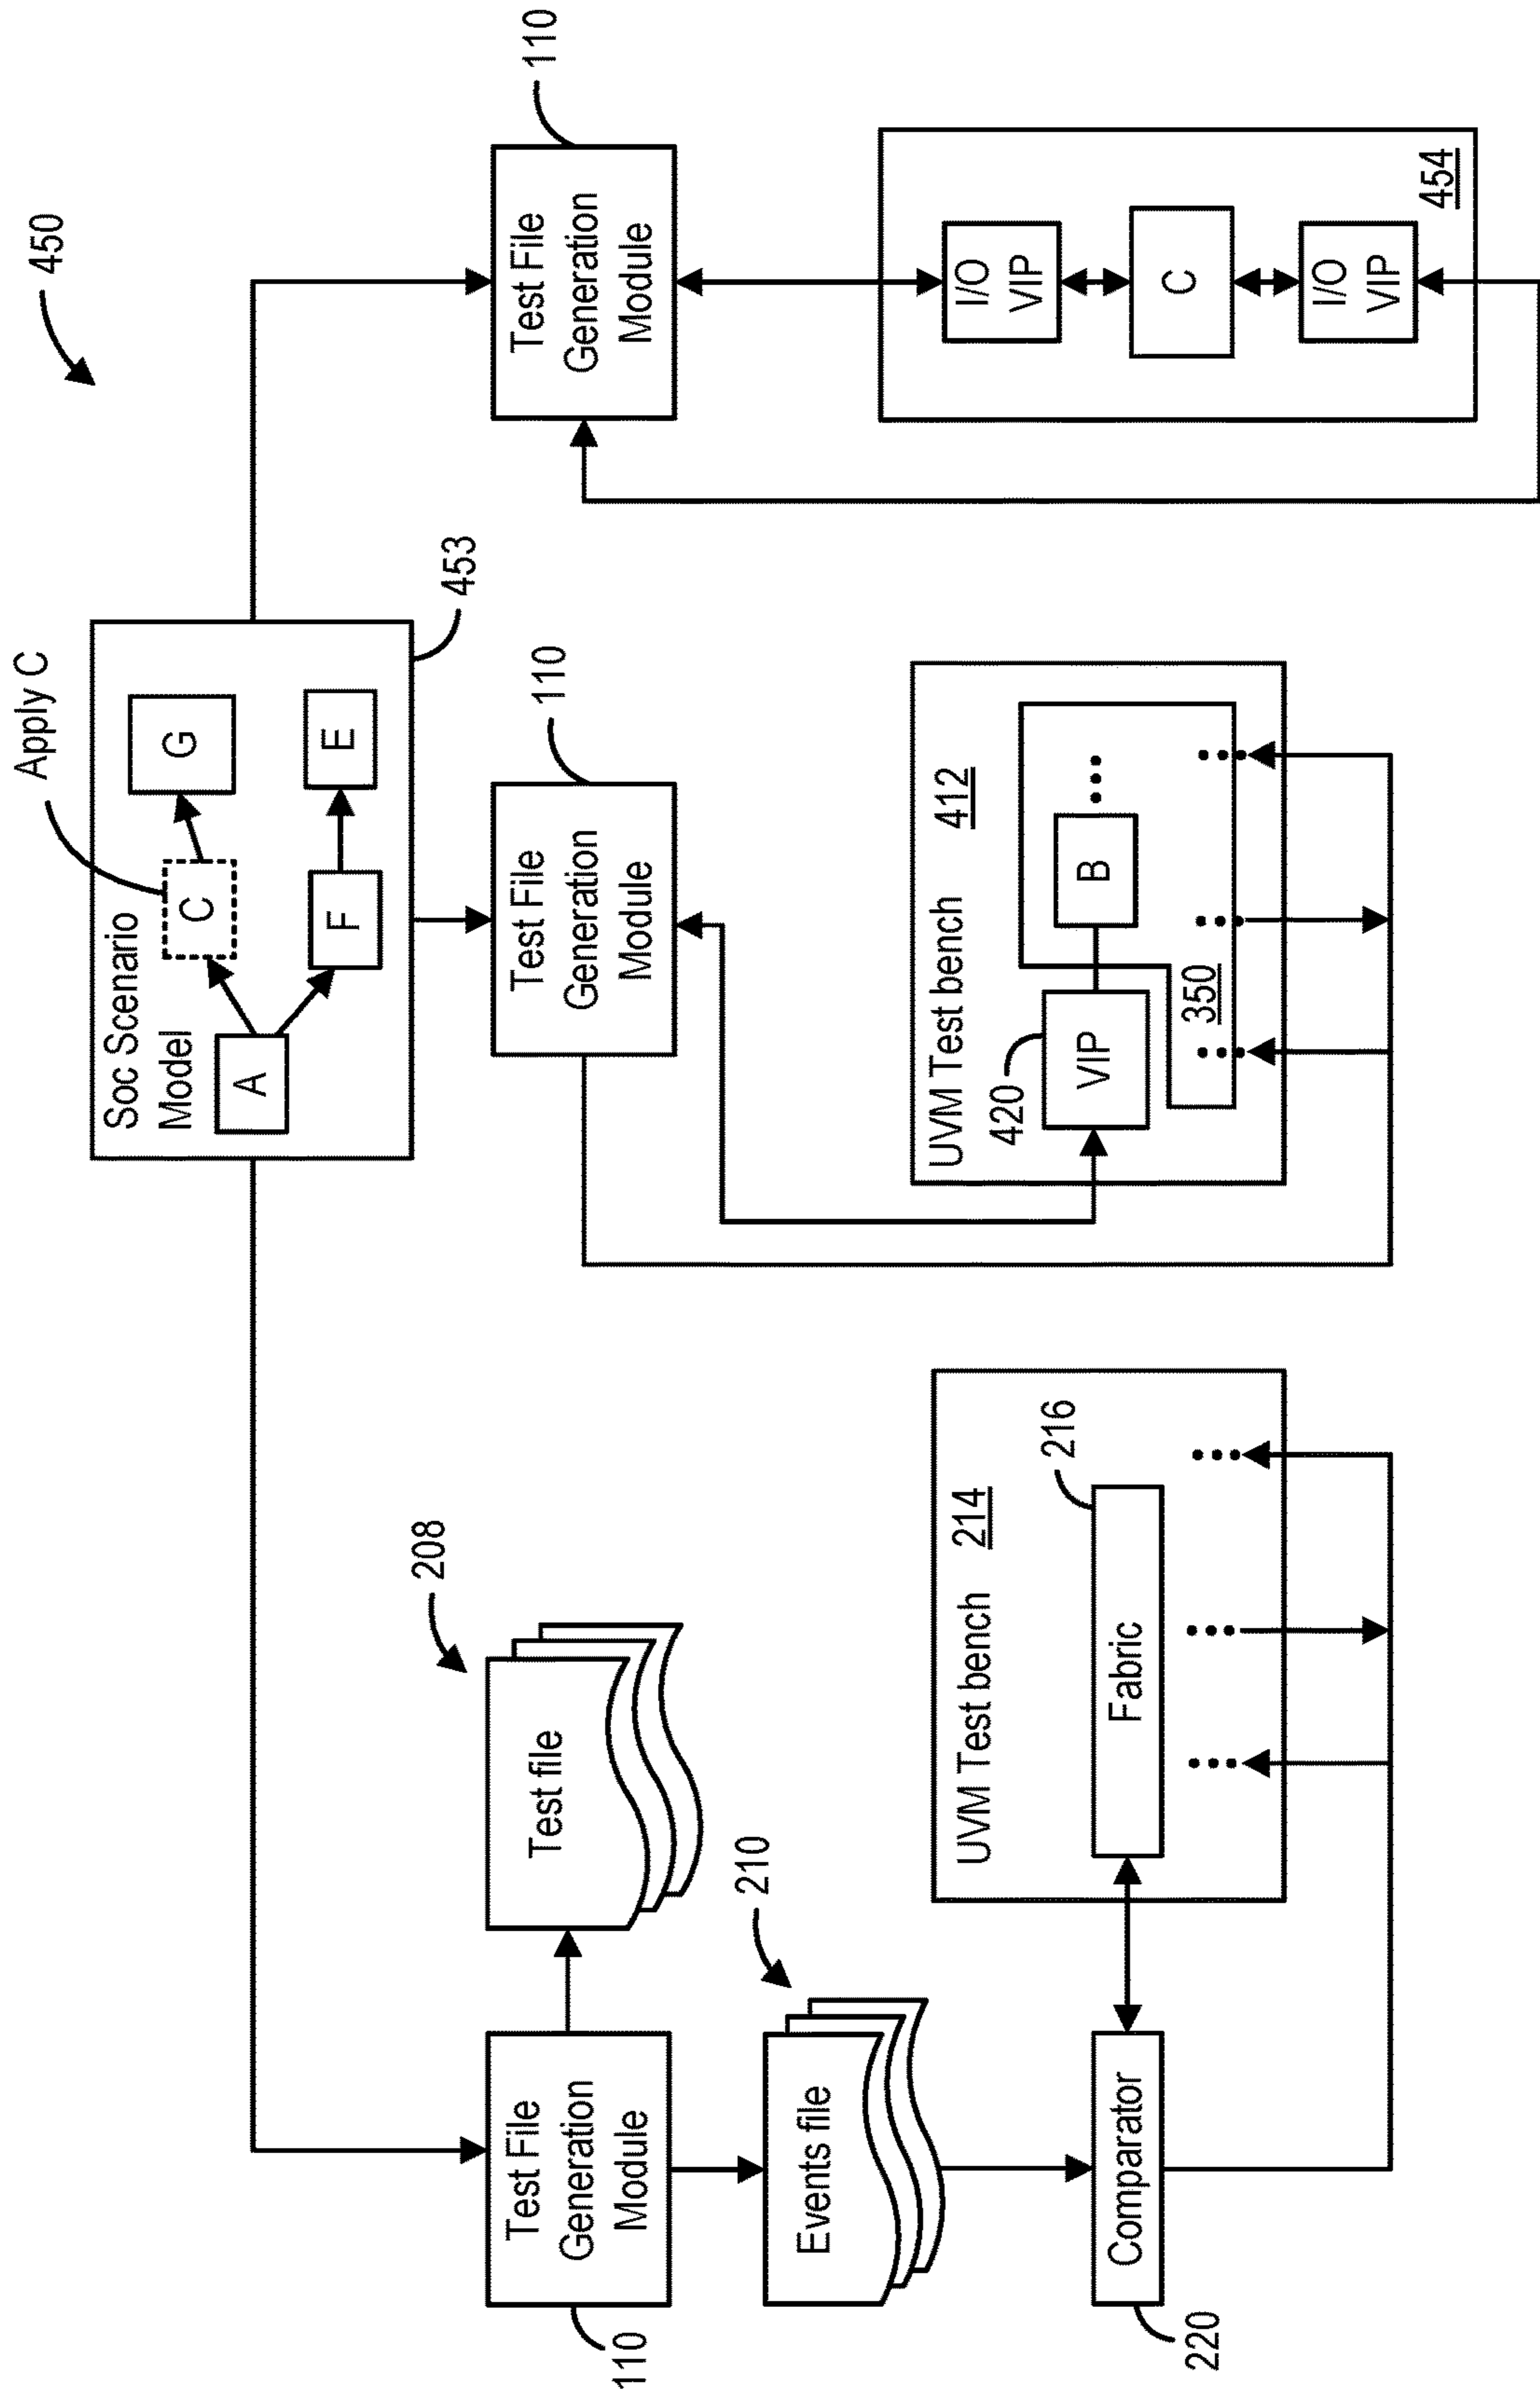 450
Apply C
Soc Scenario
Model
A
C
G
F
E
453
Test File
Generation
Module
110
208
Test file
Test File
Generation
Module
110
Test File
Generation
Module
110
210
Events file
Comparator
220
UVM Test bench
214
216
Fabric
UVM Test bench
412
420
VIP
B
350
I/O
VIP
C
I/O
VIP
454